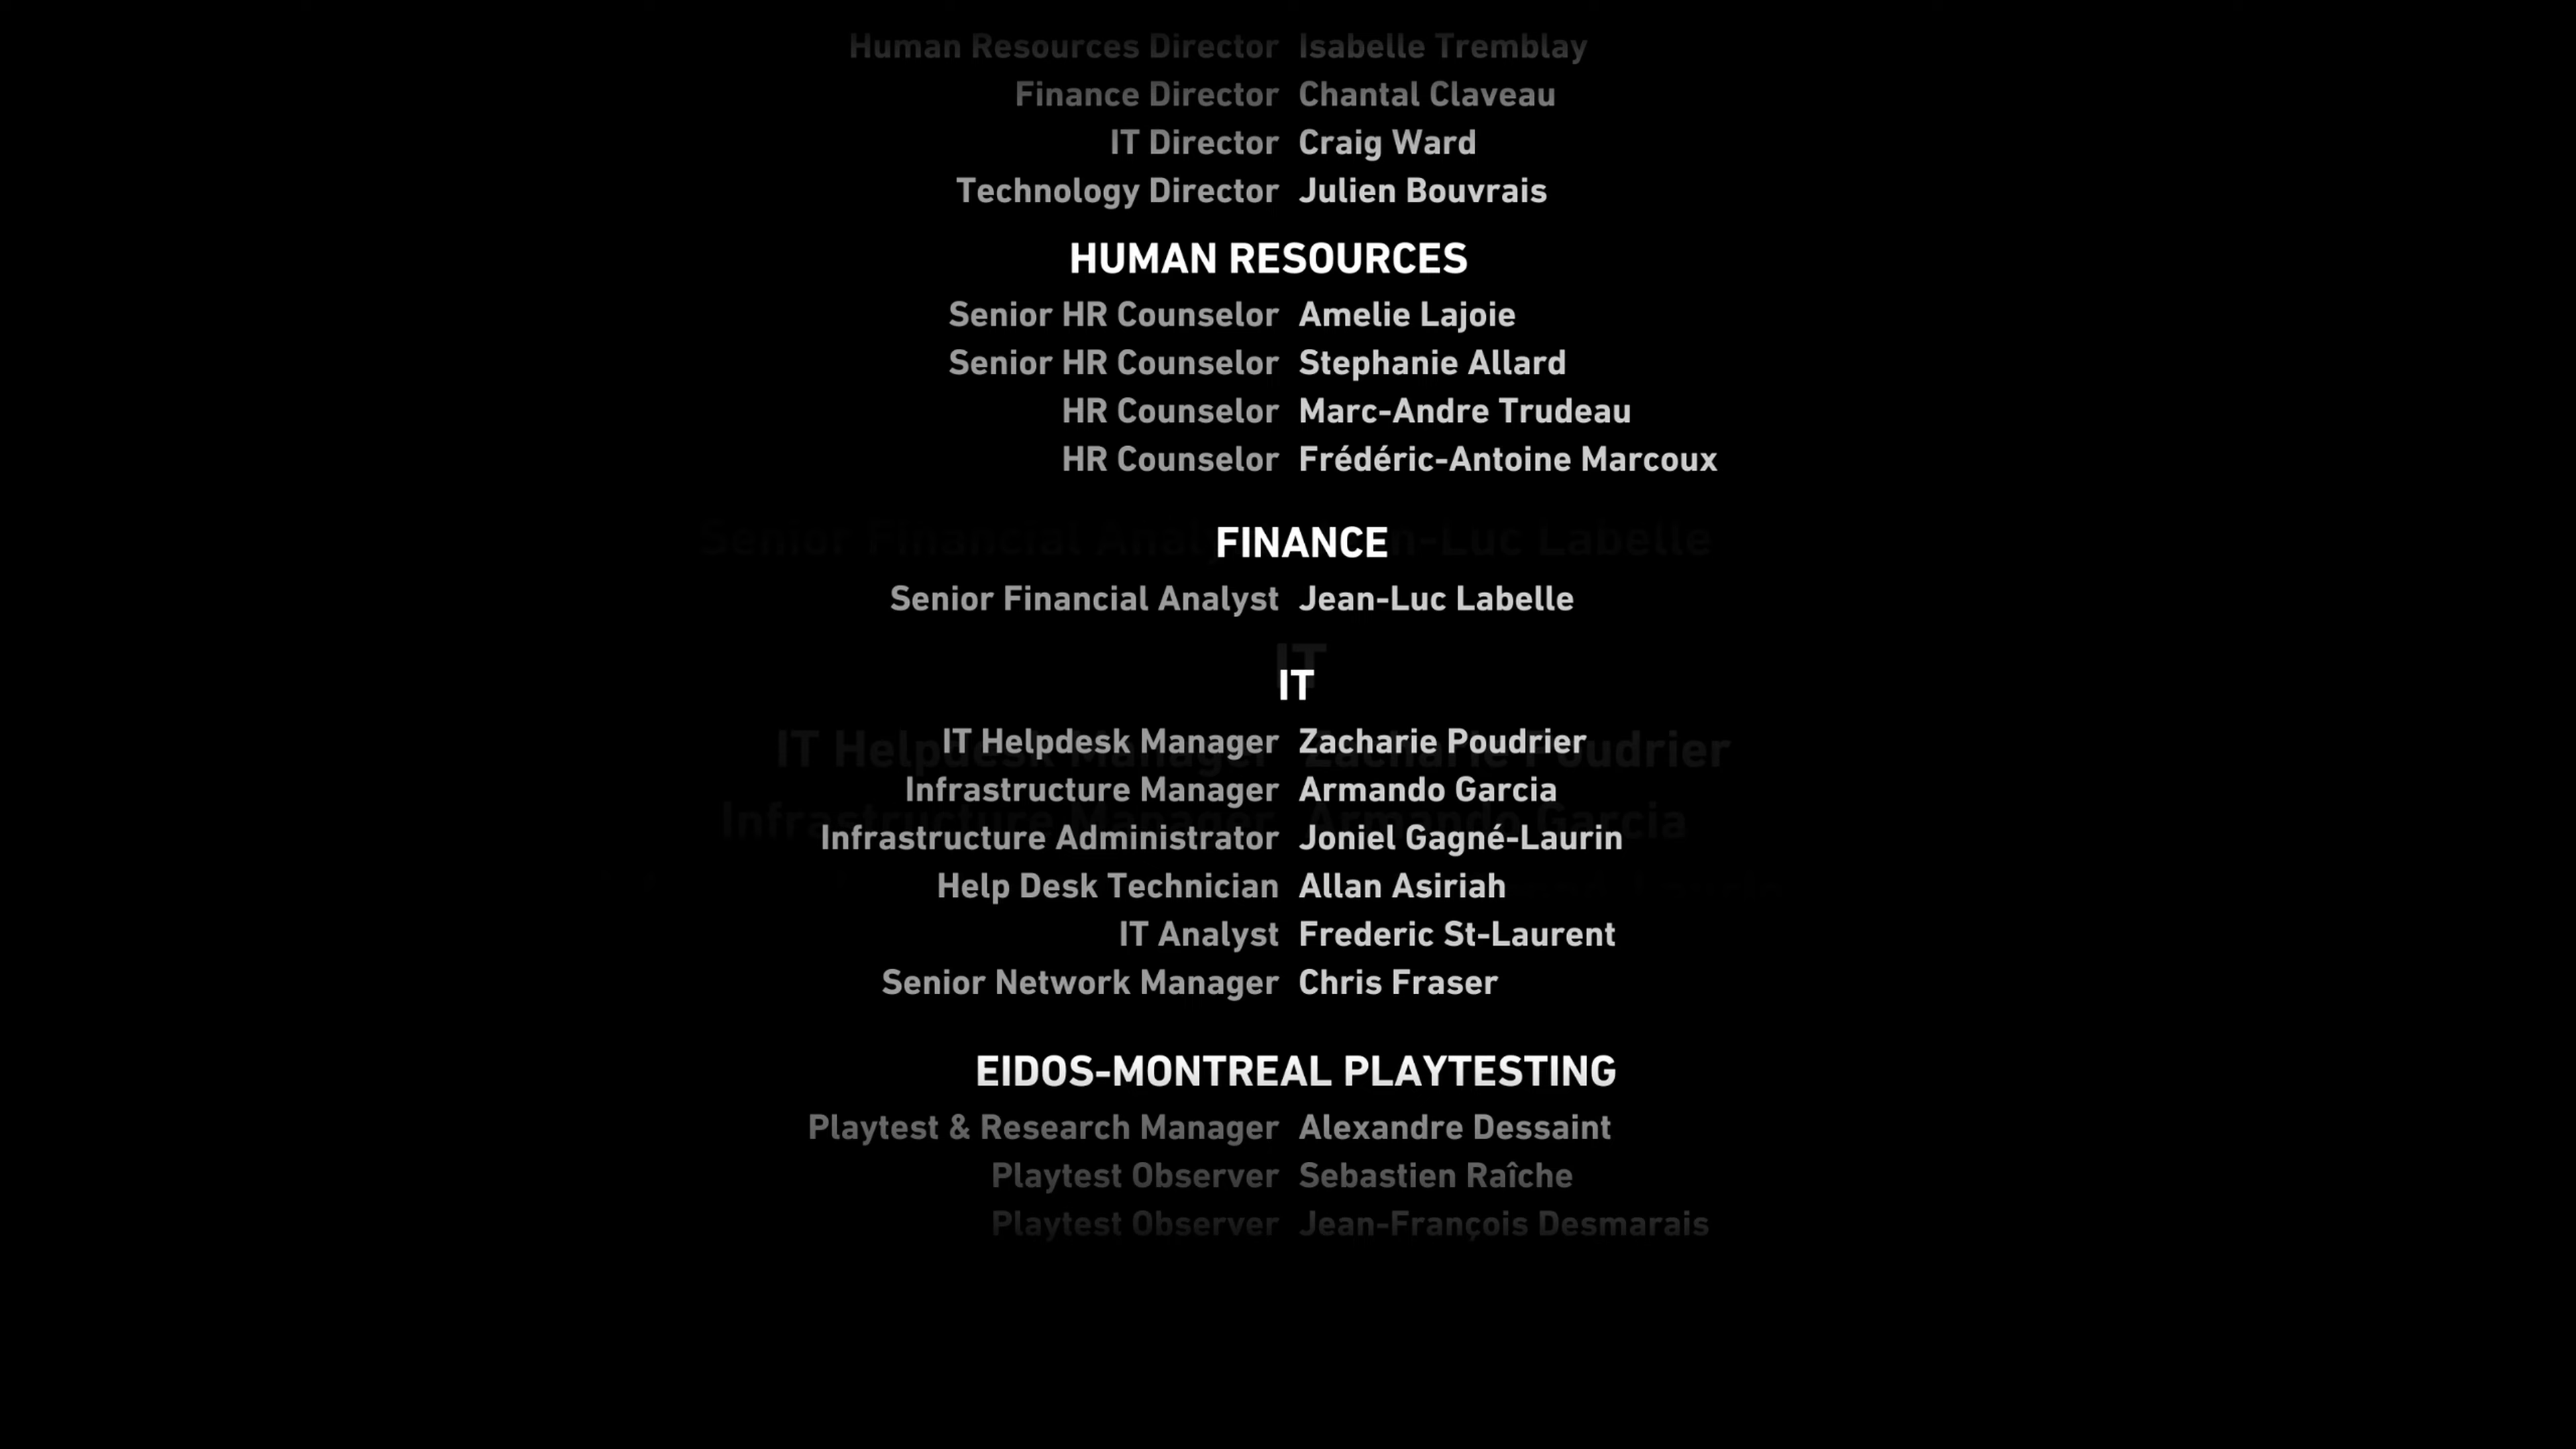 Human Resources Director Isabelle Tremblay
Finance Director Chantal Claveau
IT Director Craig Ward
Technology Director Julien Bouvrais
HUMAN RESOURCES
Senior HR Counselor Amelie Lajoie
Senior HR Counselor Stephanie Allard
HR Counselor Marc-Andre Trudeau
HR Counselor Frédéric-Antoine Marcoux
FINANCE
Senior Financial Analyst Jean-Luc Labelle
IT
IT Helpdesk Manager Zacharie Poudrier
Infrastructure Manager Armando Garcia
Infrastructure Administrator Joniel Gagné-Laurin
Help Desk Technician Allan Asiriah
IT Analyst Frederic St-Laurent
Senior Network Manager Chris Fraser
EIDOS-MONTREAL PLAYTESTING
Playtest & Research Manager Alexandre Dessaint
Playtest Observer Sebastien Raîche
Playtest Observer Jean-François Desmarais